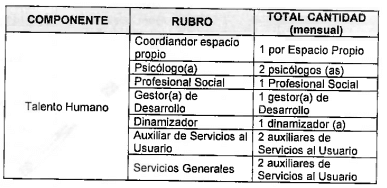 COMPONENTE RUBRO TOTAL CANTIDAD
(mensual)
Talento Humano
Coordiandor espacio
propio
1 por Espacio Propio
Psicólogo(a) 2 psicólogos (as)
Profesional Social 1 Profesional Social
Gestor(a) de
Desarrollo
1 gestor(a) de
Desarrollo
Dinamizador 1 dinamizador (a)
Auxiliar de Servicios al
Usuario
2 auxiliares de
Servicios al Usuario
Servicios Generales
2 auxiliares de
Servicios al Usuario